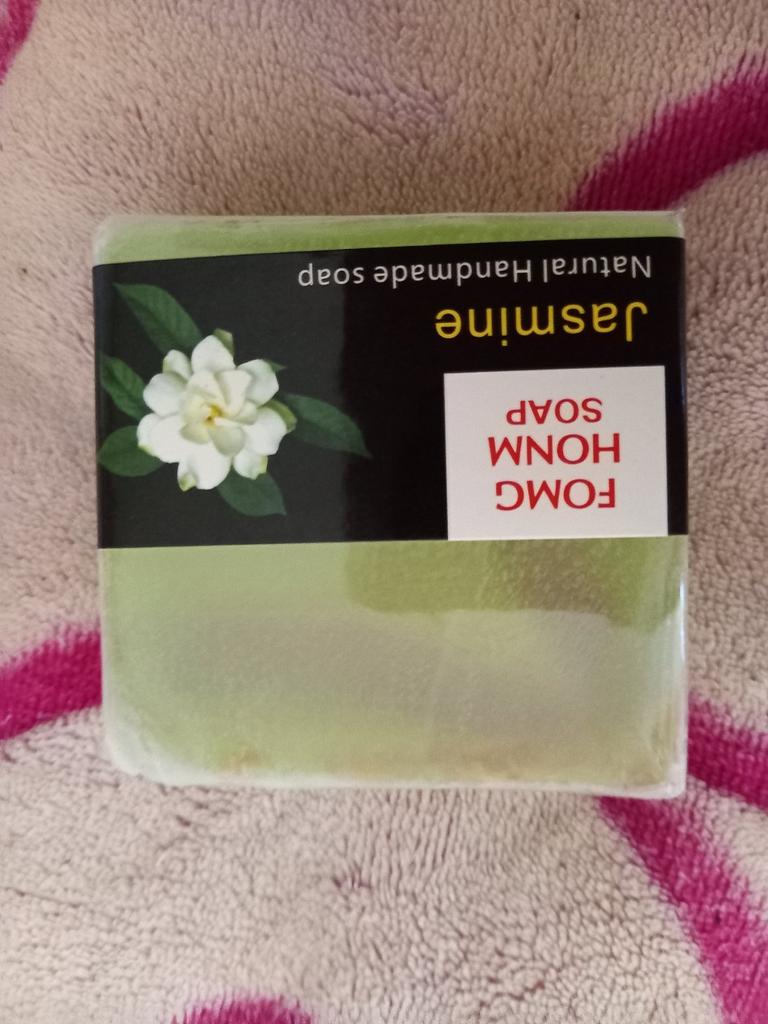 FOMG
HONM
SOAP
Jasmine
Natural Handmade soap